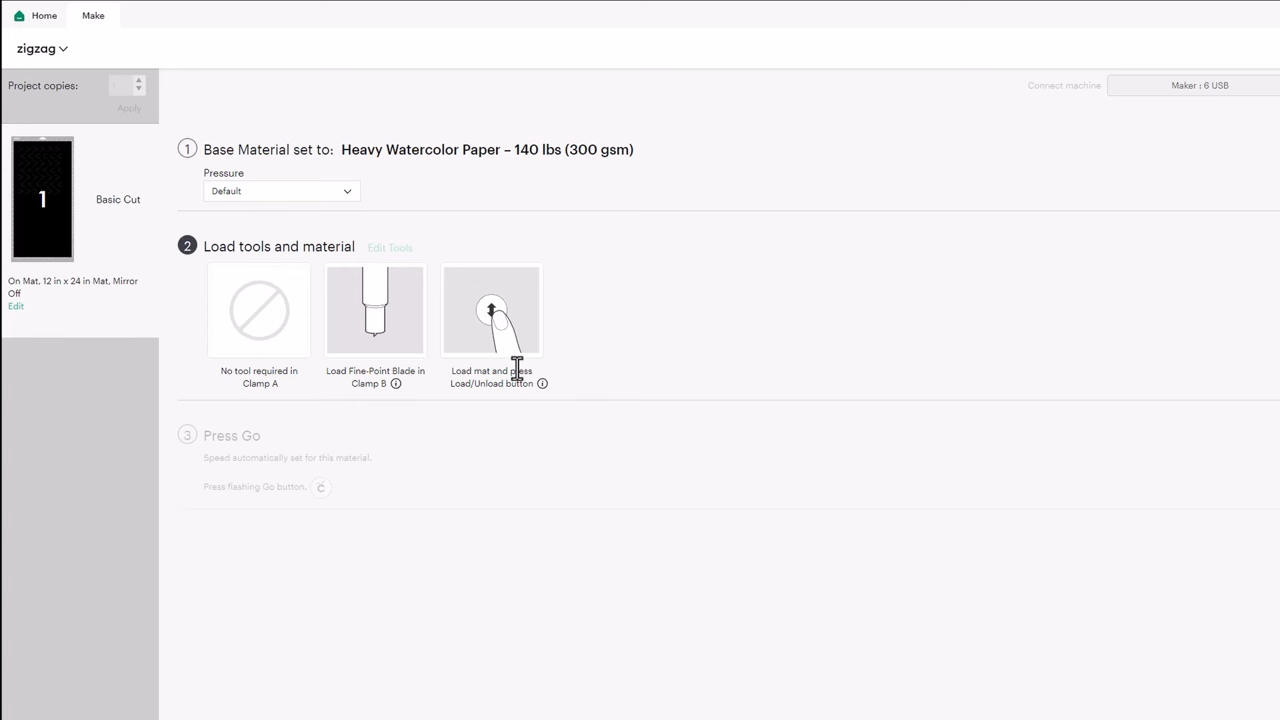 Home
Make
zigzag
Project copies:
Apply
Connect machine
Maker : 6 USB
1
Basic Cut
On Mat, 12 in x 24 in Mat, Mirror
Off
Edit
1
Base Material set to: Heavy Watercolor Paper – 140 lbs (300 gsm)
Pressure
Default
2
Load tools and material
Edit Tools
No tool required in
Clamp A
Load Fine-Point Blade in
Clamp B
Load mat and press
Load/Unload button
3
Press Go
Speed automatically set for this material.
Press flashing Go button.